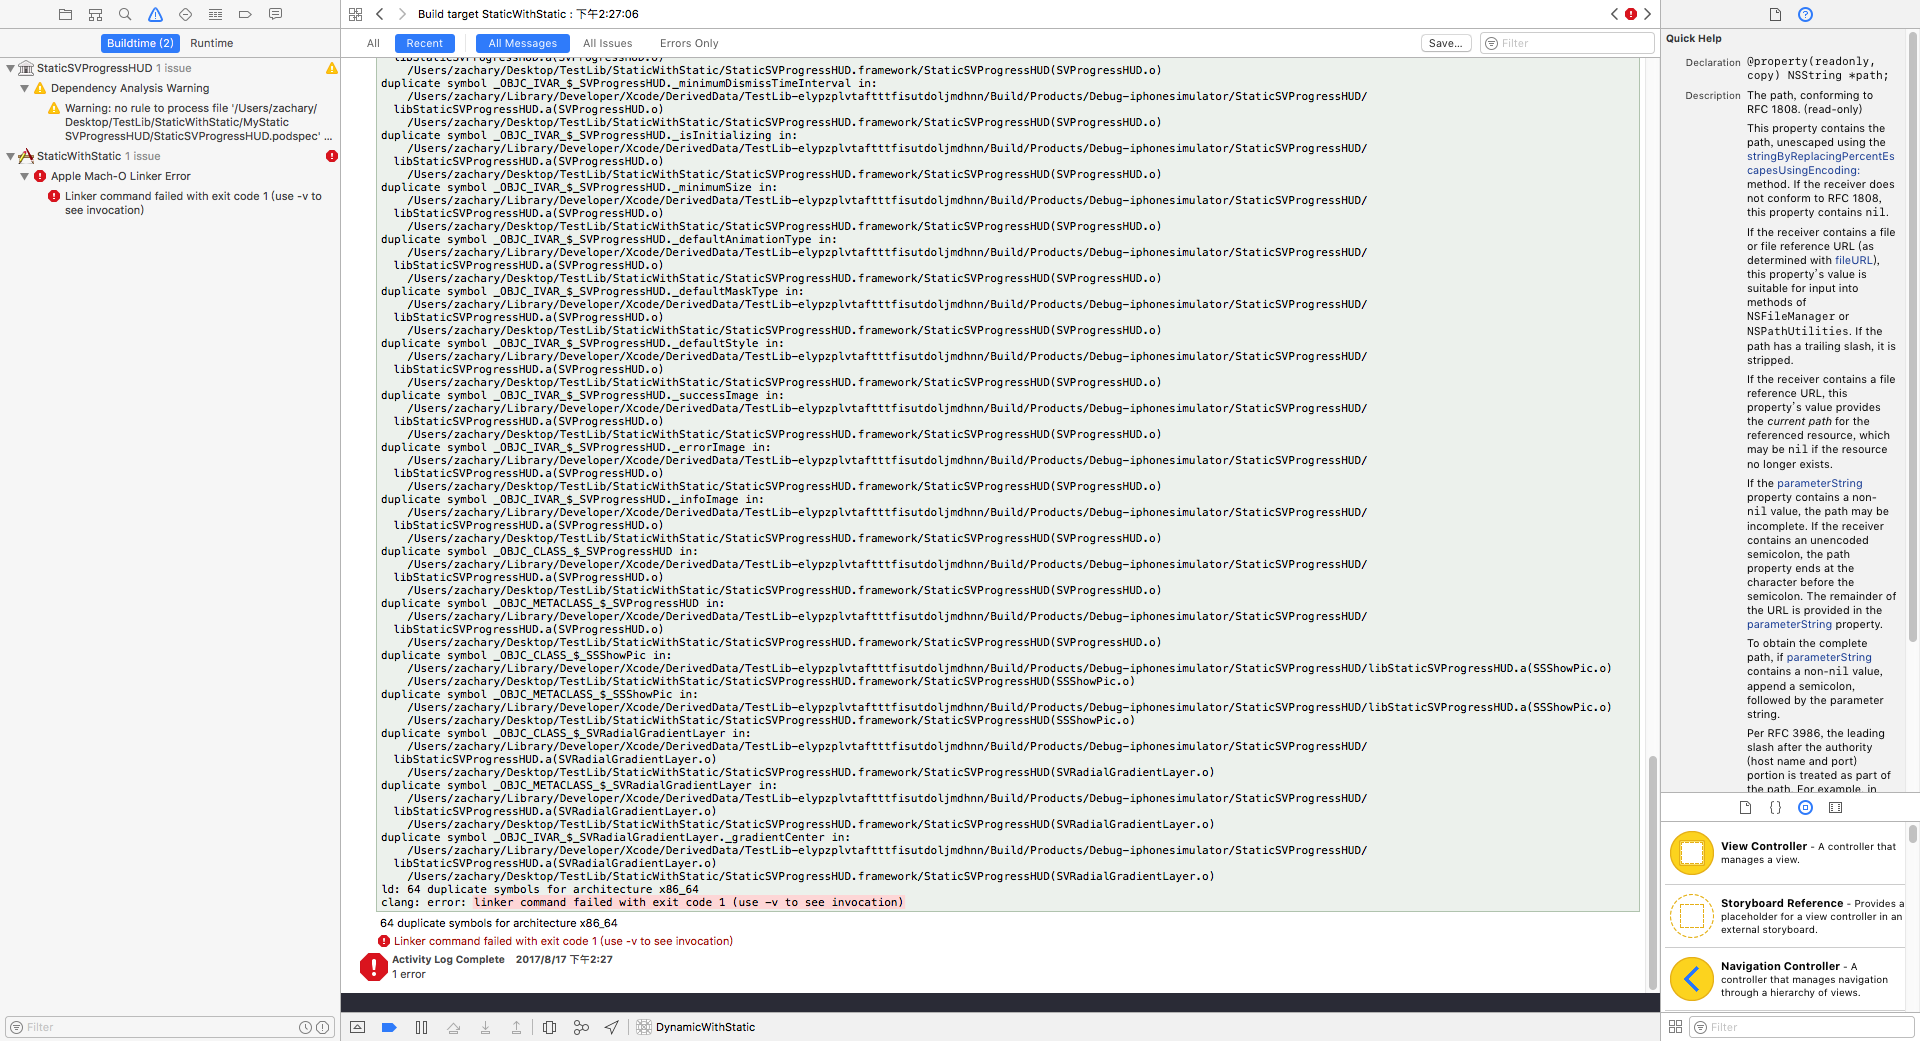 Build target StaticWithStatic : 下午2:27:06
Buildtime (2)
Runtime
All
Recent
All Messages
All Issues
Errors Only
Save...
Filter
StaticSVProgressHUD 1 issue
Dependency Analysis Warning
Warning: no rule to process file '/Users/zachary/
Desktop/TestLib/StaticWithStatic/MyStatic
SVProgressHUD/StaticSVProgressHUD.podspec' ...
StaticWithStatic 1 issue
Apple Mach-O Linker Error
Linker command failed with exit code 1 (use -v to
see invocation)
Filter
libStaticSVProgressHUD.a(SVProgressHUD.o)
/Users/zachary/Desktop/TestLib/StaticWithStatic/StaticSVProgressHUD.framework/StaticSVProgressHUD(SVProgressHUD.o)
duplicate symbol _OBJC_IVAR_$_SVProgressHUD._minimumDismissTimeInterval in:
/Users/zachary/Library/Developer/Xcode/DerivedData/TestLib-elypzplvtaftttfisutdoljmdhnn/Build/Products/Debug-iphonesimulator/StaticSVProgressHUD/
libStaticSVProgressHUD.a(SVProgressHUD.o)
/Users/zachary/Desktop/TestLib/StaticWithStatic/StaticSVProgressHUD.framework/StaticSVProgressHUD(SVProgressHUD.o)
duplicate symbol _OBJC_IVAR_$_SVProgressHUD._isInitializing in:
/Users/zachary/Library/Developer/Xcode/DerivedData/TestLib-elypzplvtaftttfisutdoljmdhnn/Build/Products/Debug-iphonesimulator/StaticSVProgressHUD/
libStaticSVProgressHUD.a(SVProgressHUD.o)
/Users/zachary/Desktop/TestLib/StaticWithStatic/StaticSVProgressHUD.framework/StaticSVProgressHUD(SVProgressHUD.o)
duplicate symbol _OBJC_IVAR_$_SVProgressHUD._minimumSize in:
/Users/zachary/Library/Developer/Xcode/DerivedData/TestLib-elypzplvtaftttfisutdoljmdhnn/Build/Products/Debug-iphonesimulator/StaticSVProgressHUD/
libStaticSVProgressHUD.a(SVProgressHUD.o)
/Users/zachary/Desktop/TestLib/StaticWithStatic/StaticSVProgressHUD.framework/StaticSVProgressHUD(SVProgressHUD.o)
duplicate symbol _OBJC_IVAR_$_SVProgressHUD._defaultAnimationType in:
/Users/zachary/Library/Developer/Xcode/DerivedData/TestLib-elypzplvtaftttfisutdoljmdhnn/Build/Products/Debug-iphonesimulator/StaticSVProgressHUD/
libStaticSVProgressHUD.a(SVProgressHUD.o)
/Users/zachary/Desktop/TestLib/StaticWithStatic/StaticSVProgressHUD.framework/StaticSVProgressHUD(SVProgressHUD.o)
duplicate symbol _OBJC_IVAR_$_SVProgressHUD._defaultMaskType in:
/Users/zachary/Library/Developer/Xcode/DerivedData/TestLib-elypzplvtaftttfisutdoljmdhnn/Build/Products/Debug-iphonesimulator/StaticSVProgressHUD/
libStaticSVProgressHUD.a(SVProgressHUD.o)
/Users/zachary/Desktop/TestLib/StaticWithStatic/StaticSVProgressHUD.framework/StaticSVProgressHUD(SVProgressHUD.o)
duplicate symbol _OBJC_IVAR_$_SVProgressHUD._defaultStyle in:
/Users/zachary/Library/Developer/Xcode/DerivedData/TestLib-elypzplvtaftttfisutdoljmdhnn/Build/Products/Debug-iphonesimulator/StaticSVProgressHUD/
libStaticSVProgressHUD.a(SVProgressHUD.o)
/Users/zachary/Desktop/TestLib/StaticWithStatic/StaticSVProgressHUD.framework/StaticSVProgressHUD(SVProgressHUD.o)
duplicate symbol _OBJC_IVAR_$_SVProgressHUD._successImage in:
/Users/zachary/Library/Developer/Xcode/DerivedData/TestLib-elypzplvtaftttfisutdoljmdhnn/Build/Products/Debug-iphonesimulator/StaticSVProgressHUD/
libStaticSVProgressHUD.a(SVProgressHUD.o)
/Users/zachary/Desktop/TestLib/StaticWithStatic/StaticSVProgressHUD.framework/StaticSVProgressHUD(SVProgressHUD.o)
duplicate symbol _OBJC_IVAR_$_SVProgressHUD._errorImage in:
/Users/zachary/Library/Developer/Xcode/DerivedData/TestLib-elypzplvtaftttfisutdoljmdhnn/Build/Products/Debug-iphonesimulator/StaticSVProgressHUD/
libStaticSVProgressHUD.a(SVProgressHUD.o)
/Users/zachary/Desktop/TestLib/StaticWithStatic/StaticSVProgressHUD.framework/StaticSVProgressHUD(SVProgressHUD.o)
duplicate symbol _OBJC_IVAR_$_SVProgressHUD._infoImage in:
/Users/zachary/Library/Developer/Xcode/DerivedData/TestLib-elypzplvtaftttfisutdoljmdhnn/Build/Products/Debug-iphonesimulator/StaticSVProgressHUD/
libStaticSVProgressHUD.a(SVProgressHUD.o)
/Users/zachary/Desktop/TestLib/StaticWithStatic/StaticSVProgressHUD.framework/StaticSVProgressHUD(SVProgressHUD.o)
duplicate symbol _OBJC_CLASS_$_SVProgressHUD in:
/Users/zachary/Library/Developer/Xcode/DerivedData/TestLib-elypzplvtaftttfisutdoljmdhnn/Build/Products/Debug-iphonesimulator/StaticSVProgressHUD/
libStaticSVProgressHUD.a(SVProgressHUD.o)
/Users/zachary/Desktop/TestLib/StaticWithStatic/StaticSVProgressHUD.framework/StaticSVProgressHUD(SVProgressHUD.o)
duplicate symbol _OBJC_METACLASS_$_SVProgressHUD in:
/Users/zachary/Library/Developer/Xcode/DerivedData/TestLib-elypzplvtaftttfisutdoljmdhnn/Build/Products/Debug-iphonesimulator/StaticSVProgressHUD/
libStaticSVProgressHUD.a(SVProgressHUD.o)
/Users/zachary/Desktop/TestLib/StaticWithStatic/StaticSVProgressHUD.framework/StaticSVProgressHUD(SVProgressHUD.o)
duplicate symbol _OBJC_CLASS_$_SSShowPic in:
/Users/zachary/Library/Developer/Xcode/DerivedData/TestLib-elypzplvtaftttfisutdoljmdhnn/Build/Products/Debug-iphonesimulator/StaticSVProgressHUD/libStaticSVProgressHUD.a(SSShowPic.o)
/Users/zachary/Desktop/TestLib/StaticWithStatic/StaticSVProgressHUD.framework/StaticSVProgressHUD(SSShowPic.o)
duplicate symbol _OBJC_METACLASS_$_SSShowPic in:
/Users/zachary/Library/Developer/Xcode/DerivedData/TestLib-elypzplvtaftttfisutdoljmdhnn/Build/Products/Debug-iphonesimulator/StaticSVProgressHUD/libStaticSVProgressHUD.a(SSShowPic.o)
/Users/zachary/Desktop/TestLib/StaticWithStatic/StaticSVProgressHUD.framework/StaticSVProgressHUD(SSShowPic.o)
duplicate symbol _OBJC_CLASS_$_SVRadialGradientLayer in:
/Users/zachary/Library/Developer/Xcode/DerivedData/TestLib-elypzplvtaftttfisutdoljmdhnn/Build/Products/Debug-iphonesimulator/StaticSVProgressHUD/
libStaticSVProgressHUD.a(SVRadialGradientLayer.o)
/Users/zachary/Desktop/TestLib/StaticWithStatic/StaticSVProgressHUD.framework/StaticSVProgressHUD(SVRadialGradientLayer.o)
duplicate symbol _OBJC_METACLASS_$_SVRadialGradientLayer in:
/Users/zachary/Library/Developer/Xcode/DerivedData/TestLib-elypzplvtaftttfisutdoljmdhnn/Build/Products/Debug-iphonesimulator/StaticSVProgressHUD/
libStaticSVProgressHUD.a(SVRadialGradientLayer.o)
/Users/zachary/Desktop/TestLib/StaticWithStatic/StaticSVProgressHUD.framework/StaticSVProgressHUD(SVRadialGradientLayer.o)
duplicate symbol _OBJC_IVAR_$_SVRadialGradientLayer._gradientCenter in:
/Users/zachary/Library/Developer/Xcode/DerivedData/TestLib-elypzplvtaftttfisutdoljmdhnn/Build/Products/Debug-iphonesimulator/StaticSVProgressHUD/
libStaticSVProgressHUD.a(SVRadialGradientLayer.o)
/Users/zachary/Desktop/TestLib/StaticWithStatic/StaticSVProgressHUD.framework/StaticSVProgressHUD(SVRadialGradientLayer.o)
ld: 64 duplicate symbols for architecture x86_64
clang: error: linker command failed with exit code 1 (use -v to see invocation)
64 duplicate symbols for architecture x86_64
Linker command failed with exit code 1 (use -v to see invocation)
Activity Log Complete 2017/8/17 下午2:27
1 error
DynamicWithStatic
Quick Help
Declaration @property(readonly,
copy) NSString *path;
Description The path, conforming to
RFC 1808. (read-only)
This property contains the
path, unescaped using the
stringByReplacingPercentEs
capesUsingEncoding:
method. If the receiver does
not conform to RFC 1808,
this property contains nil.
If the receiver contains a file
or file reference URL (as
determined with fileURL),
this property's value is
suitable for input into
methods of
NSFileManager or
NSPathUtilities. If the
path has a trailing slash, it is
stripped.
If the receiver contains a file
reference URL, this
property's value provides
the current path for the
referenced resource, which
may be nil if the resource
no longer exists.
If the parameterString
property contains a non-
nil value, the path may be
incomplete. If the receiver
contains an unencoded
semicolon, the path
property ends at the
character before the
semicolon. The remainder of
the URL is provided in the
parameterString property.
To obtain the complete
path, if parameterString
contains a non-nil value,
append a semicolon,
followed by the parameter
string.
Per RFC 3986, the leading
slash after the authority
(host name and port)
portion is treated as part of
the path. For example, in
View Controller - A controller that
manages a view.
Storyboard Reference - Provides a
placeholder for a view controller in an
external storyboard.
Navigation Controller - A
controller that manages navigation
through a hierarchy of views.
Filter